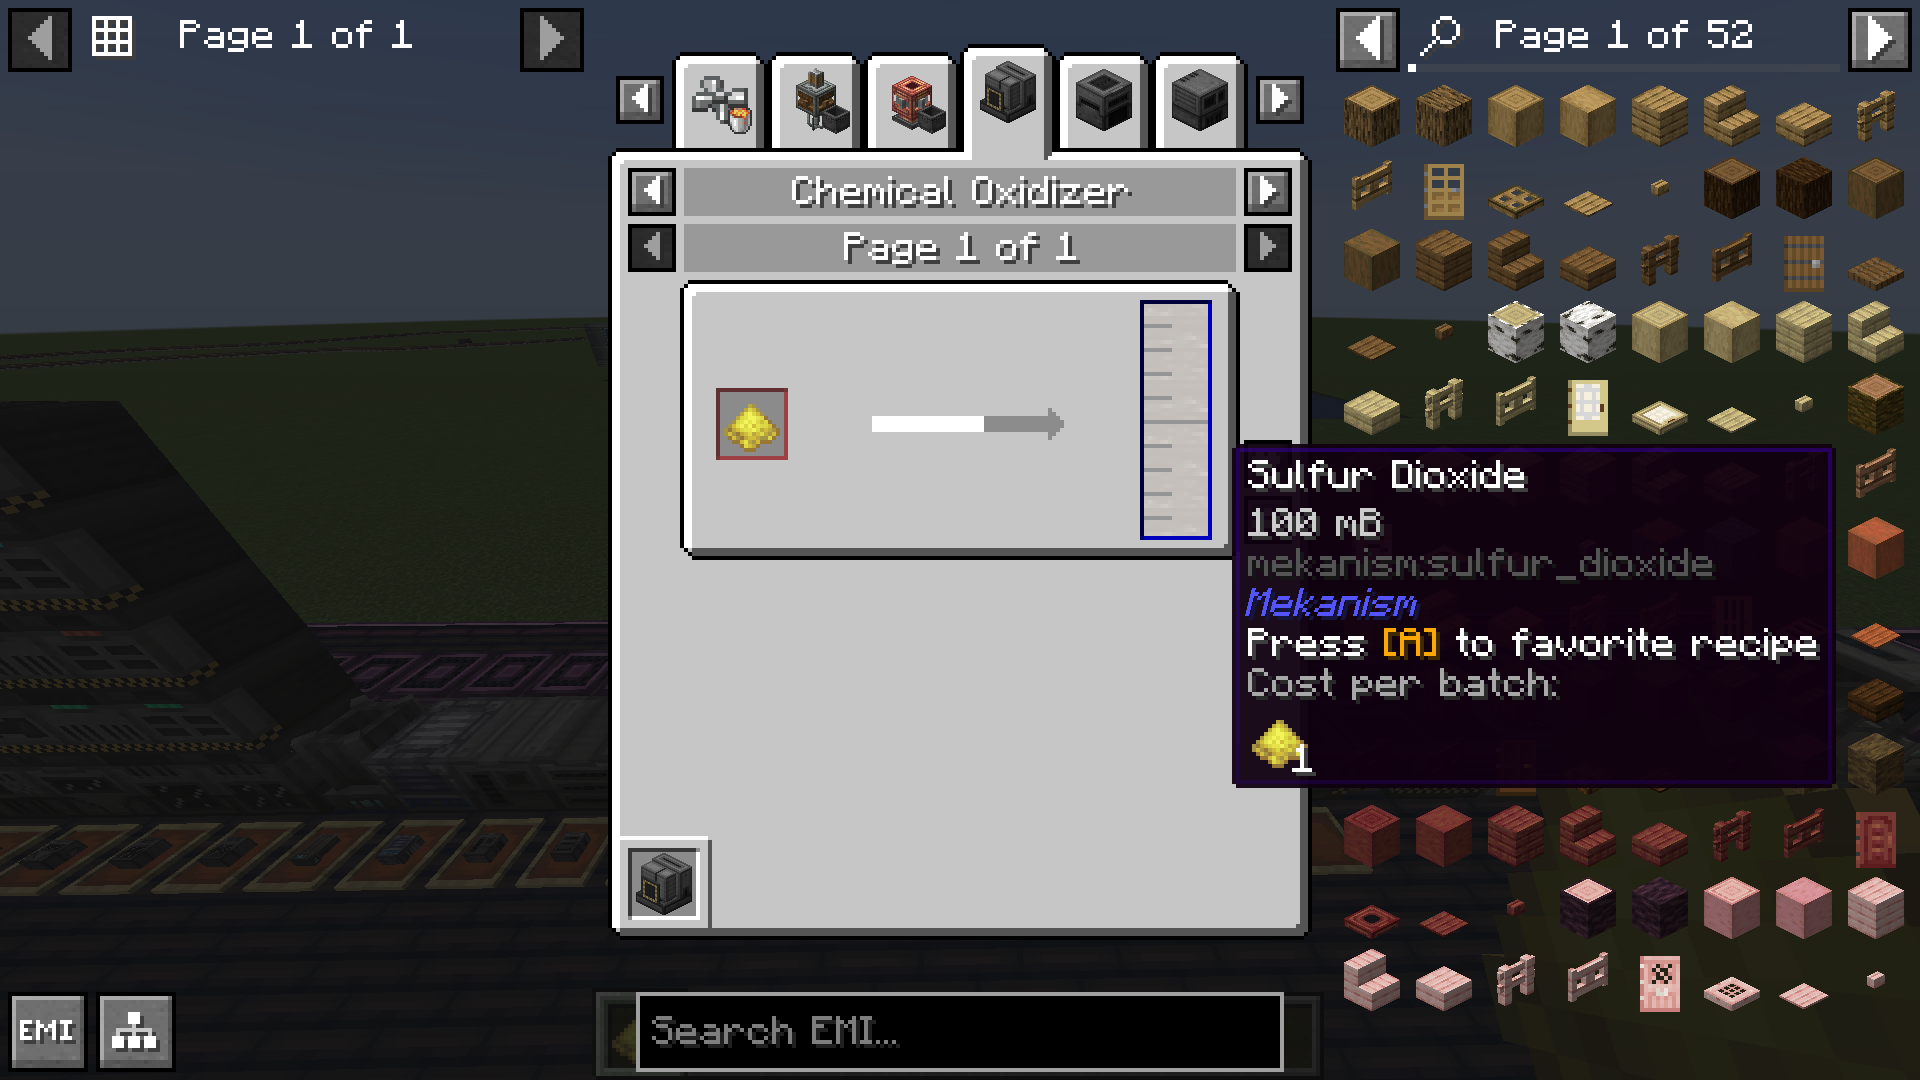 Page 1 of 1
Page 1 of 52
Chemical Oxidizer
Page 1 of 1
Sulfur Dioxide
100 mB
mekanism:sulfur_dioxide
Mekanism
Press [A] to favorite recipe
Cost per batch:
1
EMI
Search EMI...